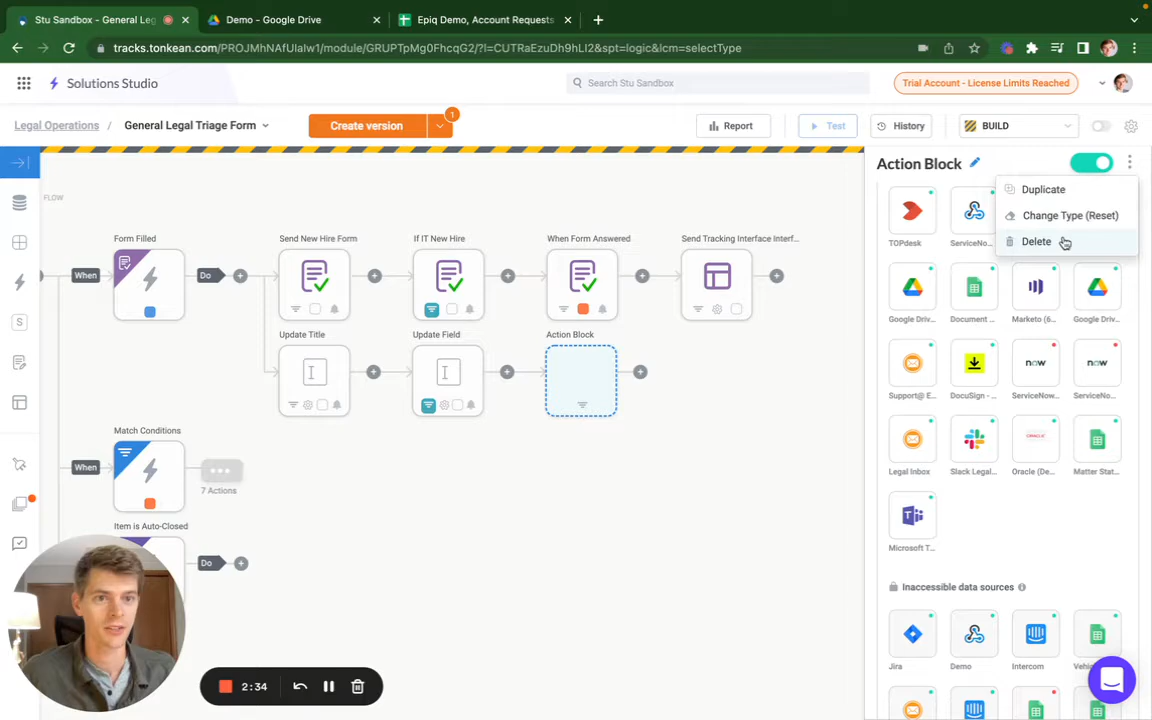 Stu Sandbox - General Leg
Demo - Google Drive
Epiq Demo, Account Requests
tracks.tonkean.com/PROJMhNAfUlaIw1/module/GRUPTpMg0FhcqG2/?l=CUTRaEzuDh9hLI2&spt=logic&lcm=selectType
Solutions Studio
Search Stu Sandbox
Trial Account - License Limits Reached
Legal Operations / General Legal Triage Form
Create version
1
Report
Test
History
BUILD
FLOW
Action Block
Duplicate
Change Type (Reset)
Delete
Form Filled
Send New Hire Form
If IT New Hire
When Form Answered
Send Tracking Interface Interf...
When
Do
Update Title
Update Field
Action Block
Match Conditions
When
7 Actions
Item is Auto-Closed
Do
TOPdesk
ServiceNo...
Google Driv...
Document ...
Marketo (6...
Google Driv...
now
now
Support@ E...
DocuSign - ...
ServiceNow...
ServiceNow...
ORACLE
Legal Inbox
Slack Legal...
Oracle (De...
Matter Stat...
Microsoft T...
Inaccessible data sources
Jira
Demo
Intercom
Vehi
2:34